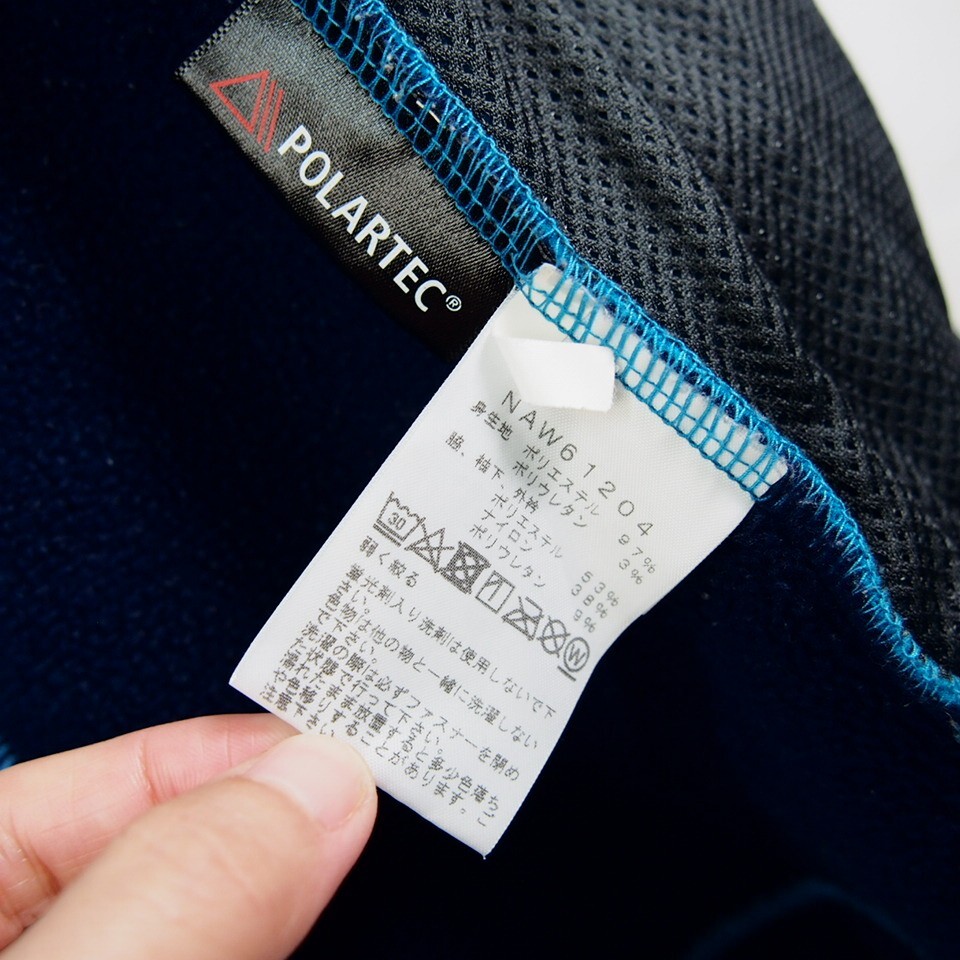 POLARTEC®
NAW61204
身生地 ポリエステル 97%
ポリウレタン 3%
脇、袖下、外衿
ポリエステル 53%
ナイロン 38%
ポリウレタン 9%
30 W
弱く絞る
蛍光剤入り洗剤は使用しないで下
さい。
色物は他の物と一緒に洗濯しない
で下さい。
洗濯の際は必ずファスナーを閉め
た状態で行って下さい。
濡れたまま放置すると多少色落ち
や色移りすることがあります。ご
注意下さい。